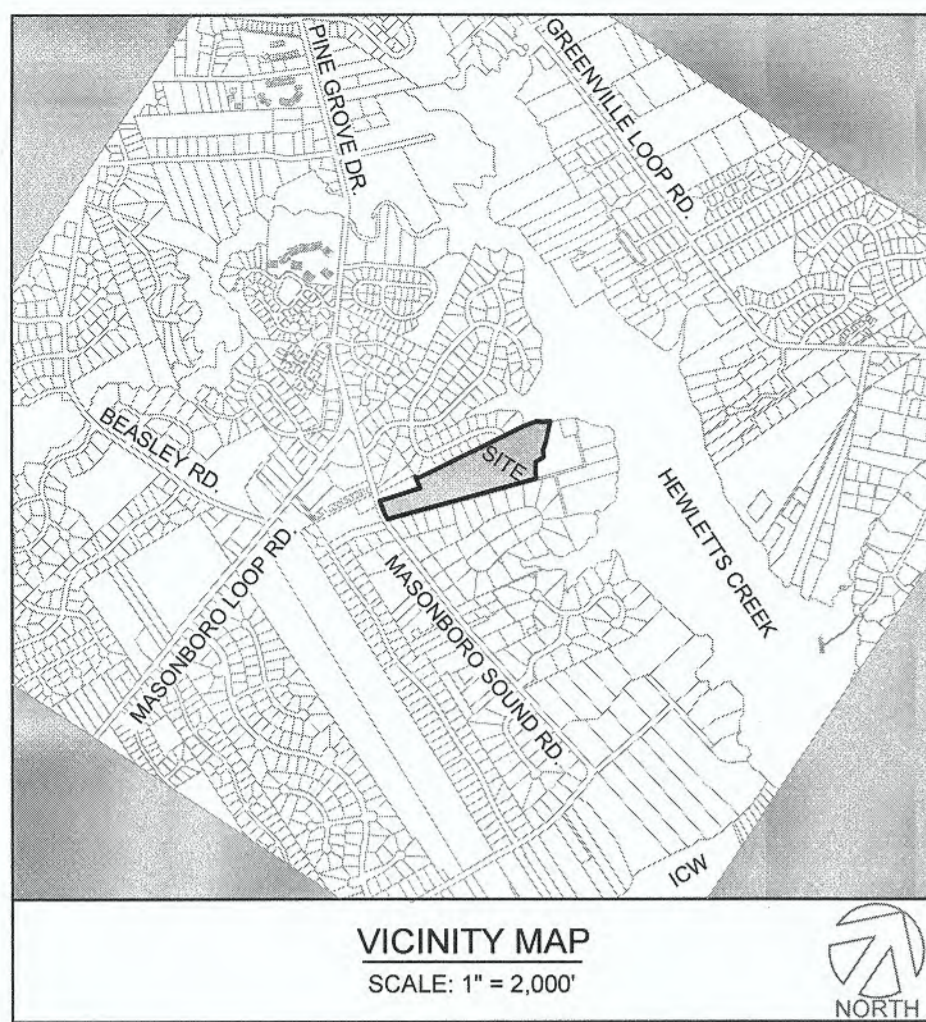 PINE GROVE DR.
GREENVILLE LOOP RD.
BEASLEY RD.
SITE
HEWLETTS CREEK
MASONBORO LOOP RD.
MASONBORO SOUND RD.
ICW
VICINITY MAP
SCALE: 1" = 2,000'
NORTH